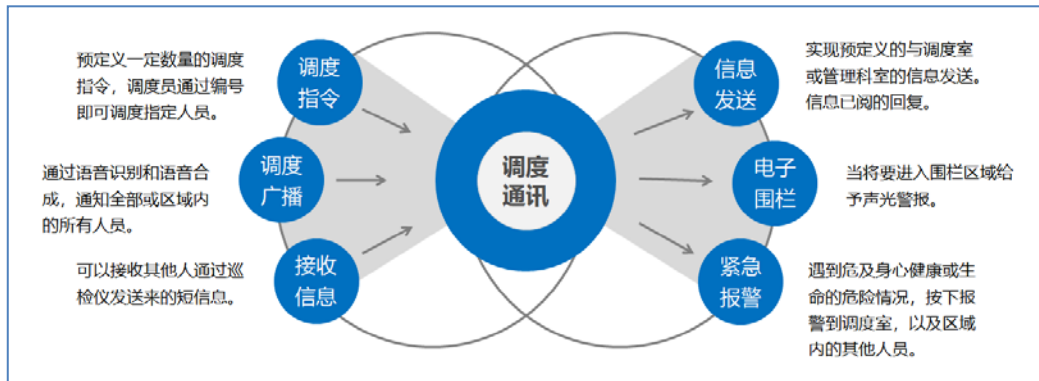 预定义一定数量的调度
指令，调度员通过编号
即可调度指定人员。
调度
指令
通过语音识别和语音合
成，通知全部或区域内
的所有人员。
调度
广播
可以接收其他人通过巡
检仪发送来的短信息。
接收
信息
调度
通讯
信息
发送
实现预定义的与调度室
或管理科室的信息发送。
信息已阅的回复。
电子
围栏
当将要进入围栏区域给
予声光警报。
紧急
报警
遇到危及身心健康或生
命的危险情况，按下报
警到调度室，以及区域
内的其他人员。